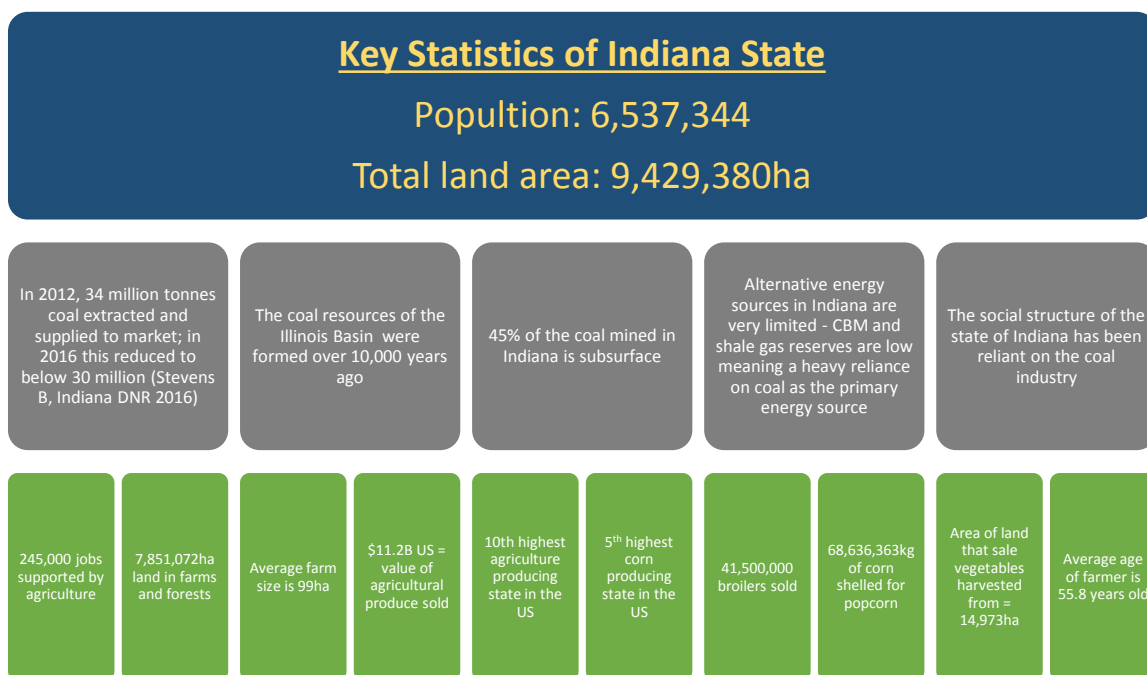 Key Statistics of Indiana State
Popultion: 6,537,344
Total land area: 9,429,380ha
In 2012, 34 million tonnes
coal extracted and
supplied to market; in
2016 this reduced to
below 30 million (Stevens
B, Indiana DNR 2016)
The coal resources of the
Illinois Basin were
formed over 10,000 years
ago
45% of the coal mined in
Indiana is subsurface
Alternative energy
sources in Indiana are
very limited - CBM and
shale gas reserves are low
meaning a heavy reliance
on coal as the primary
energy source
The social structure of the
state of Indiana has been
reliant on the coal
industry
245,000 jobs
supported by
agriculture
7,851,072ha
land in farms
and forests
Average farm
size is 99ha
$11.2B US =
value of
agricultural
produce sold
10th highest
agriculture
producing
state in the
US
5th highest
corn
producing
state in the
US
41,500,000
broilers sold
68,636,363kg
of corn
shelled for
popcorn
Area of land
that sale
vegetables
harvested
from =
14,973ha
Average age
of farmer is
55.8 years old